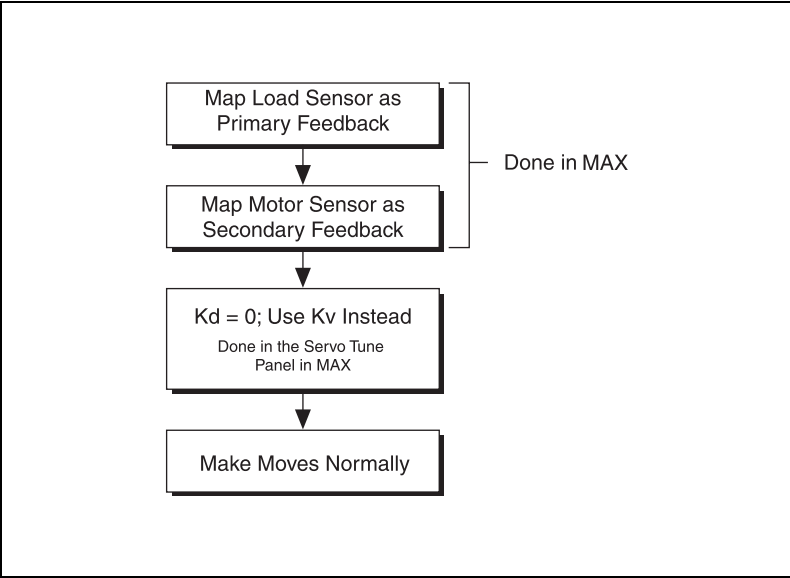 Map Load Sensor as
Primary Feedback
Done in MAX
Map Motor Sensor as
Secondary Feedback
Kd = 0; Use Kv Instead
Done in the Servo Tune
Panel in MAX
Make Moves Normally